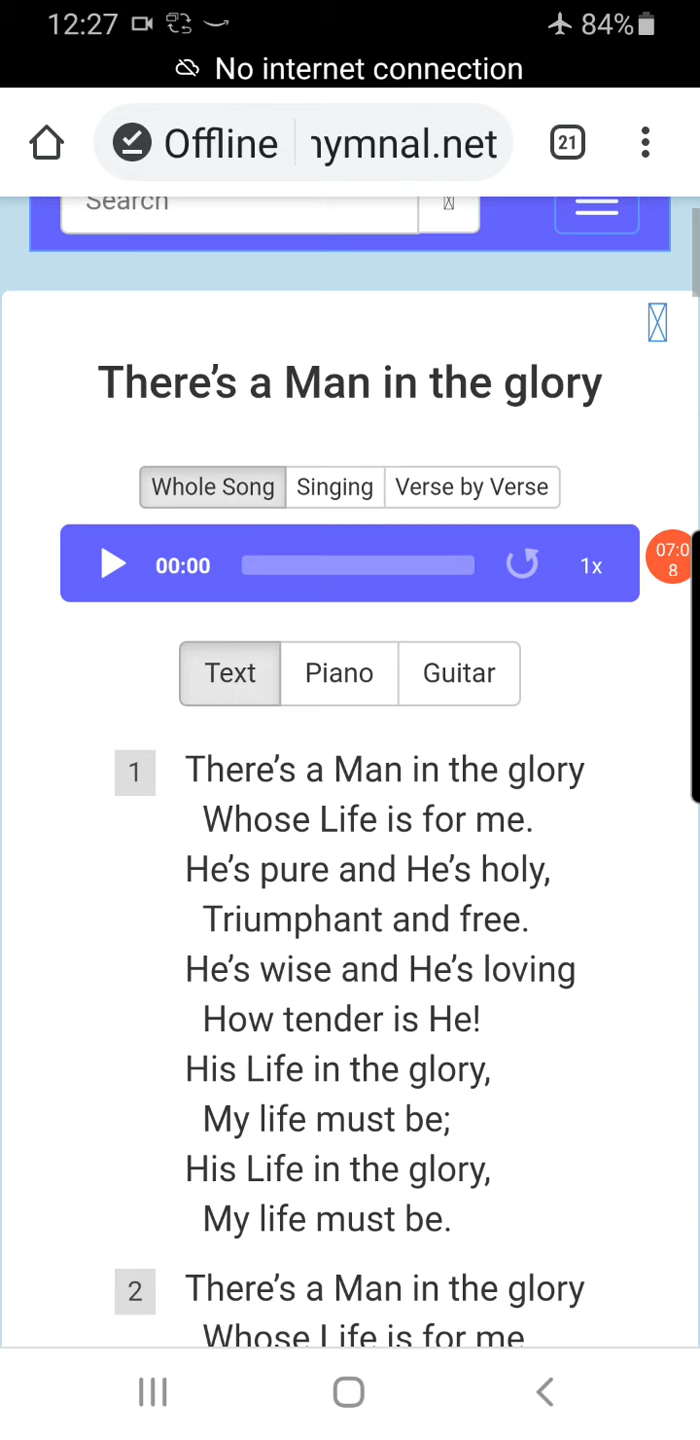 12:27 84%
No internet connection
Offline ymnal.net 21
Search
There’s a Man in the glory
Whole Song Singing Verse by Verse
00:00 1x
07:0
8
Text Piano Guitar
1 There’s a Man in the glory
Whose Life is for me.
He’s pure and He’s holy,
Triumphant and free.
He’s wise and He’s loving
How tender is He!
His Life in the glory,
My life must be;
His Life in the glory,
My life must be.
2 There’s a Man in the glory
Whose Life is for me